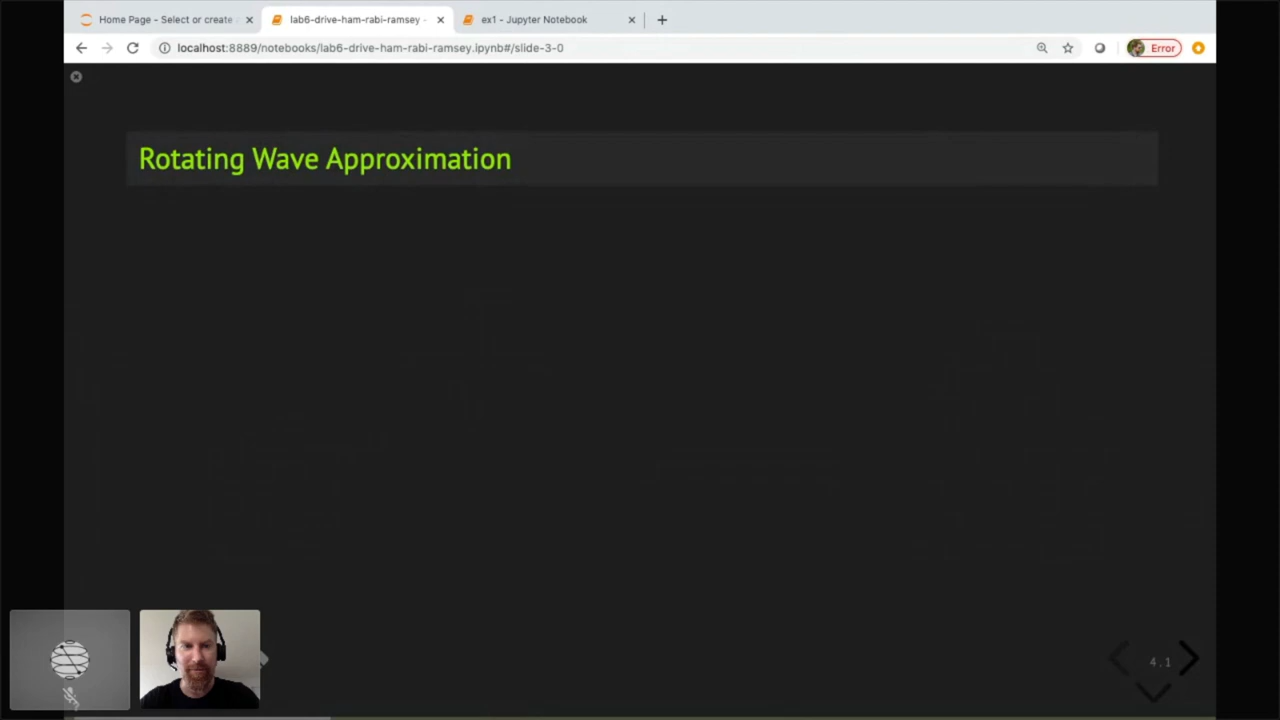 Home Page - Select or create
lab6-drive-ham-rabi-ramsey -
ex1 - Jupyter Notebook
localhost:8889/notebooks/lab6-drive-ham-rabi-ramsey.ipynb#/slide-3-0
Error
Rotating Wave Approximation
4.1